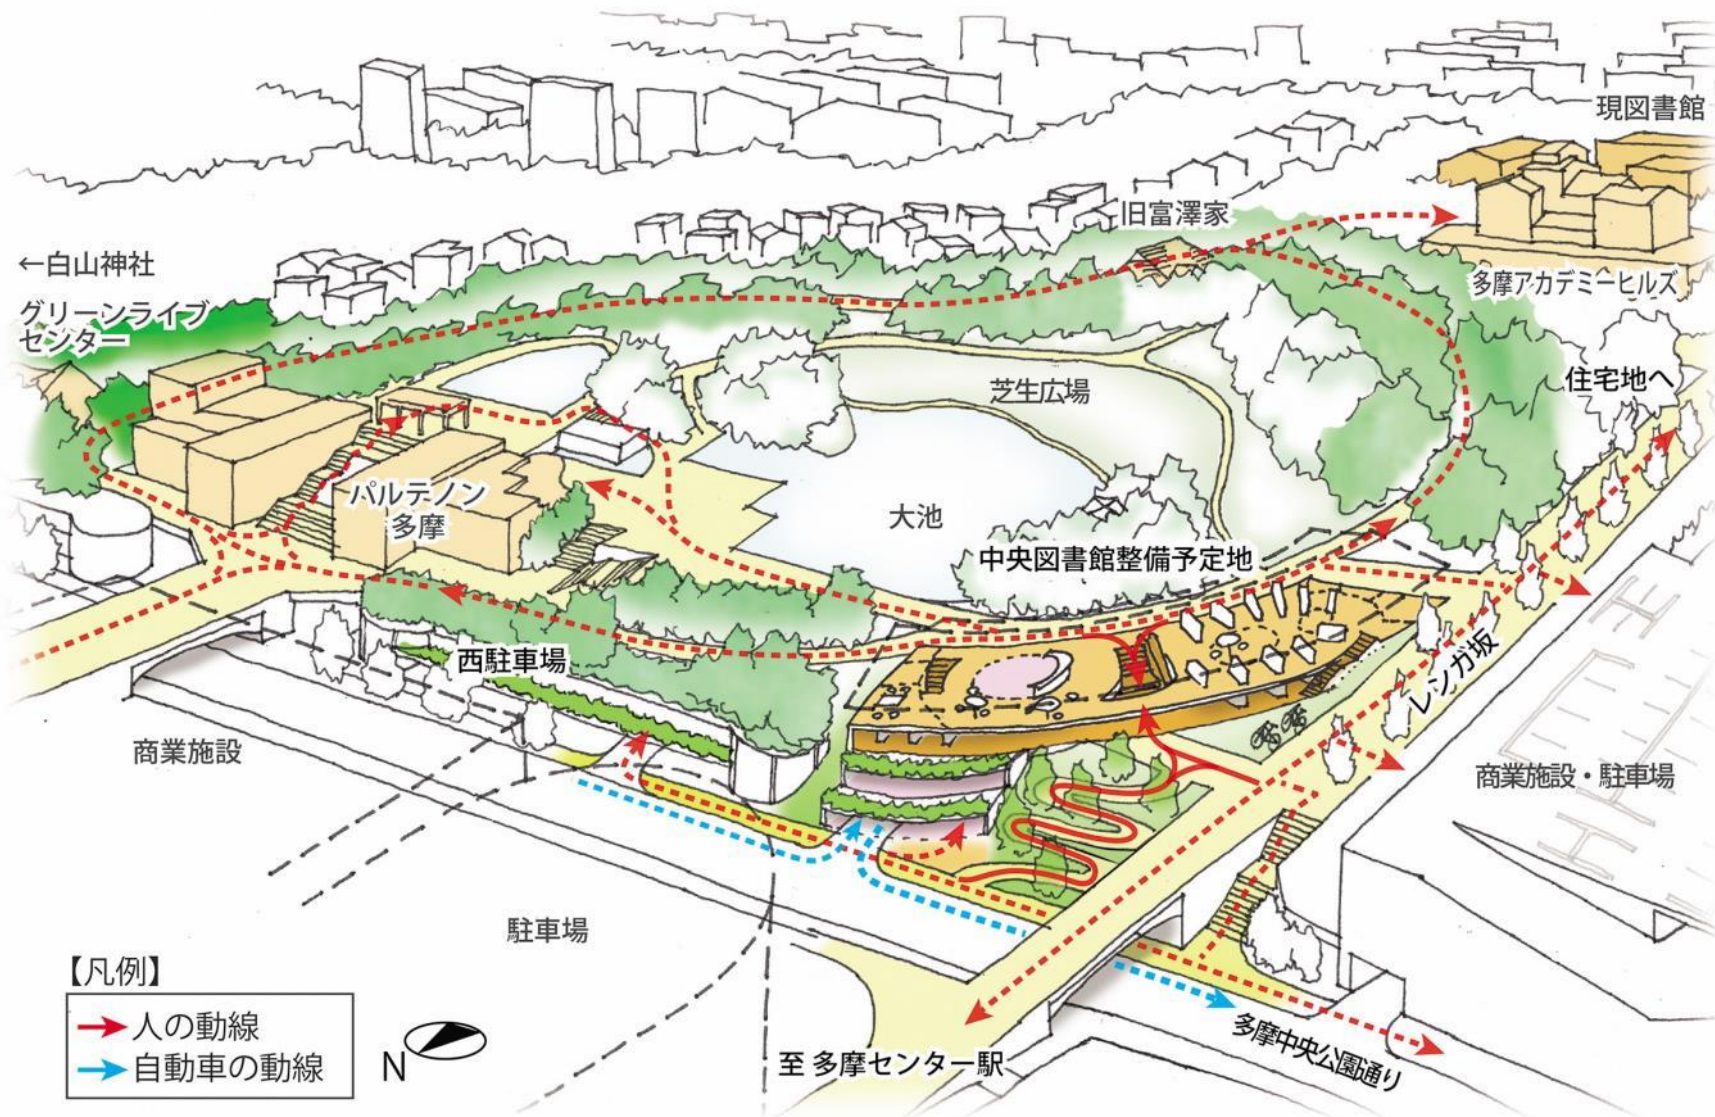 現図書館
旧富澤家
←白山神社
多摩アカデミーヒルズ
グリーンライブ
センター
住宅地へ
芝生広場
パルテノン
多摩
大池
中央図書館整備予定地
西駐車場
レンガ坂
商業施設
商業施設・駐車場
駐車場
【凡例】
人の動線
自動車の動線
N
至 多摩センター駅
多摩中央公園通り